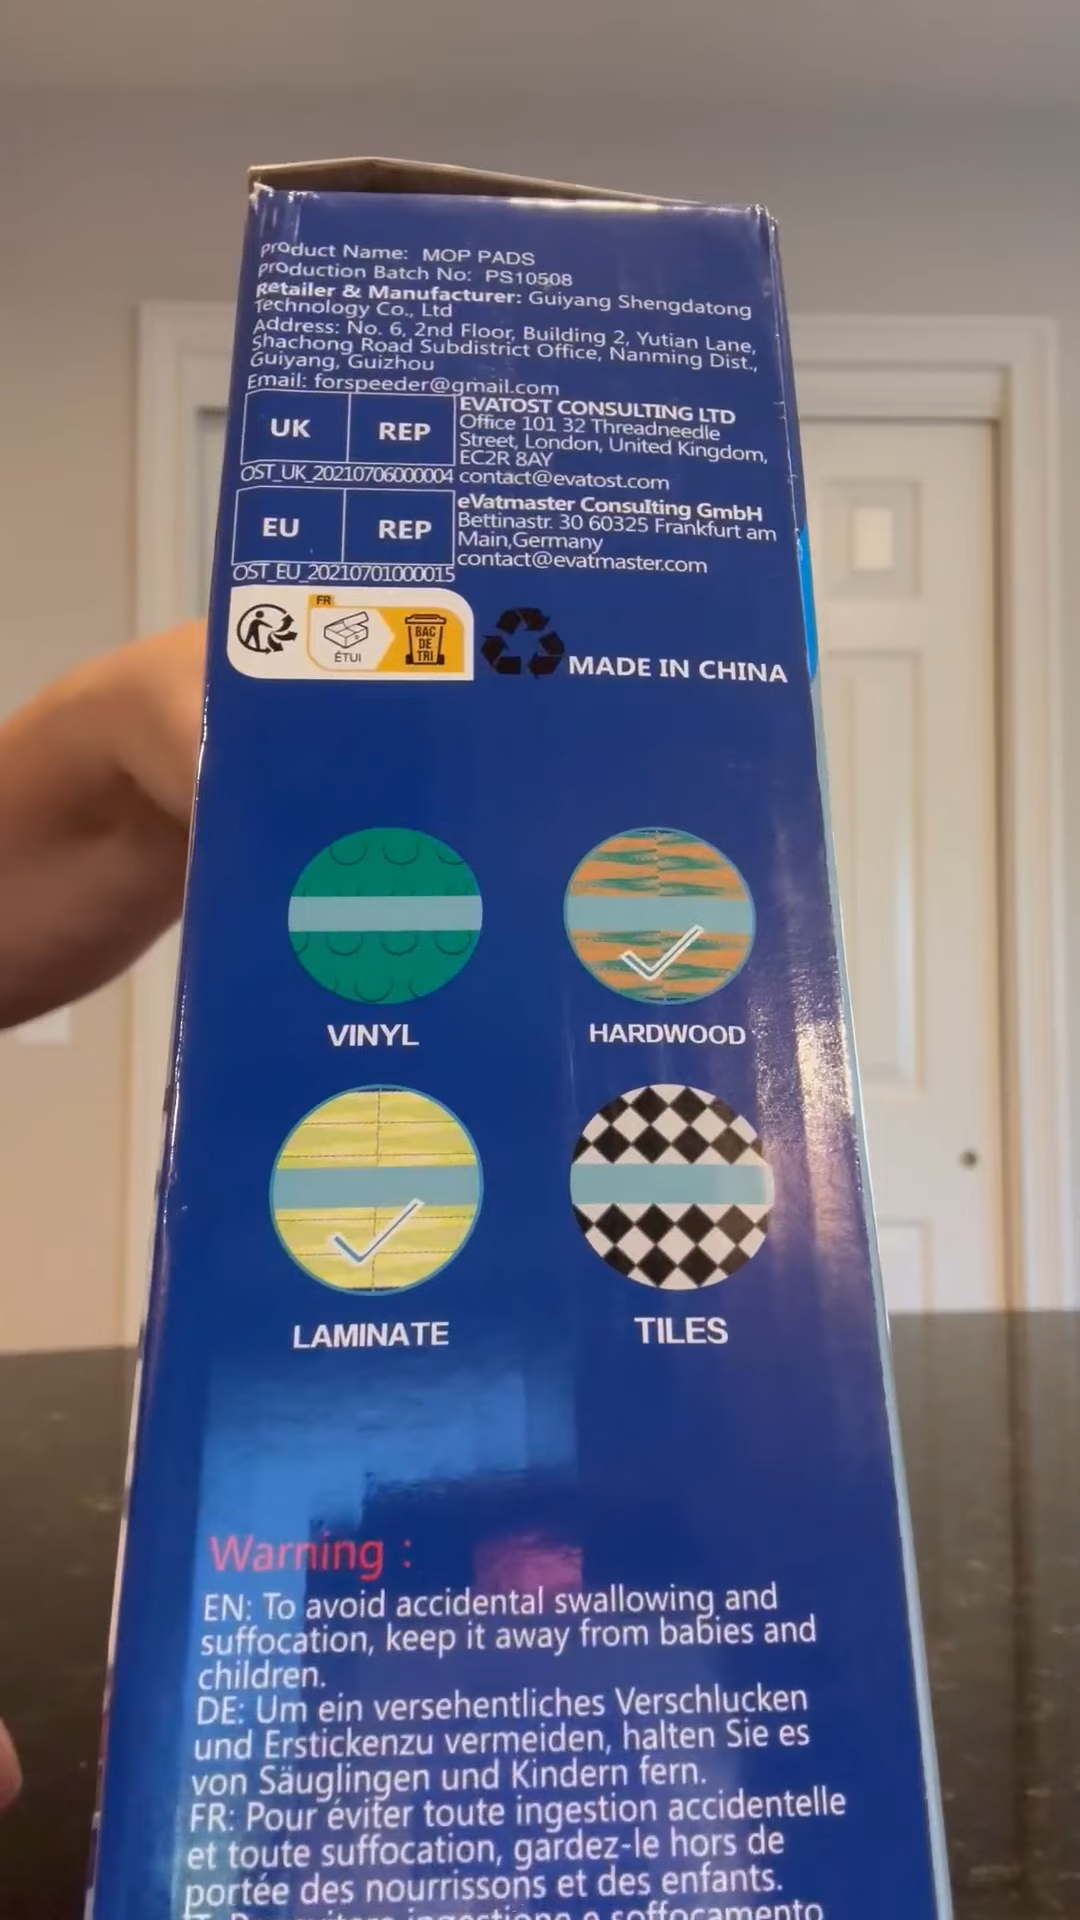 Product Name: MOP PADS
Production Batch No: PS10508
Retailer & Manufacturer: Guiyang Shengdatong
Technology Co., Ltd
Address: No. 6, 2nd Floor, Building 2, Yutian Lane,
Shachong Road Subdistrict Office, Nanming Dist.,
Guiyang, Guizhou
Email: forspeeder@gmail.com
UK REP
EVATOST CONSULTING LTD
Office 101 32 Threadneedle
Street, London, United Kingdom,
EC2R 8AY
contact@evatost.com
OST_UK_20210706000004
EU REP
eVatmaster Consulting GmbH
Bettinastr. 30 60325 Frankfurt am
Main,Germany
contact@evatmaster.com
OST_EU_20210701000015
FR
ÉTUI
BAC
DE
TRI
MADE IN CHINA
VINYL
HARDWOOD
LAMINATE
TILES
Warning :
EN: To avoid accidental swallowing and
suffocation, keep it away from babies and
children.
DE: Um ein versehentliches Verschlucken
und Erstickenzu vermeiden, halten Sie es
von Säuglingen und Kindern fern.
FR: Pour éviter toute ingestion accidentelle
et toute suffocation, gardez-le hors de
portée des nourrissons et des enfants.
ingestione e soffocamento